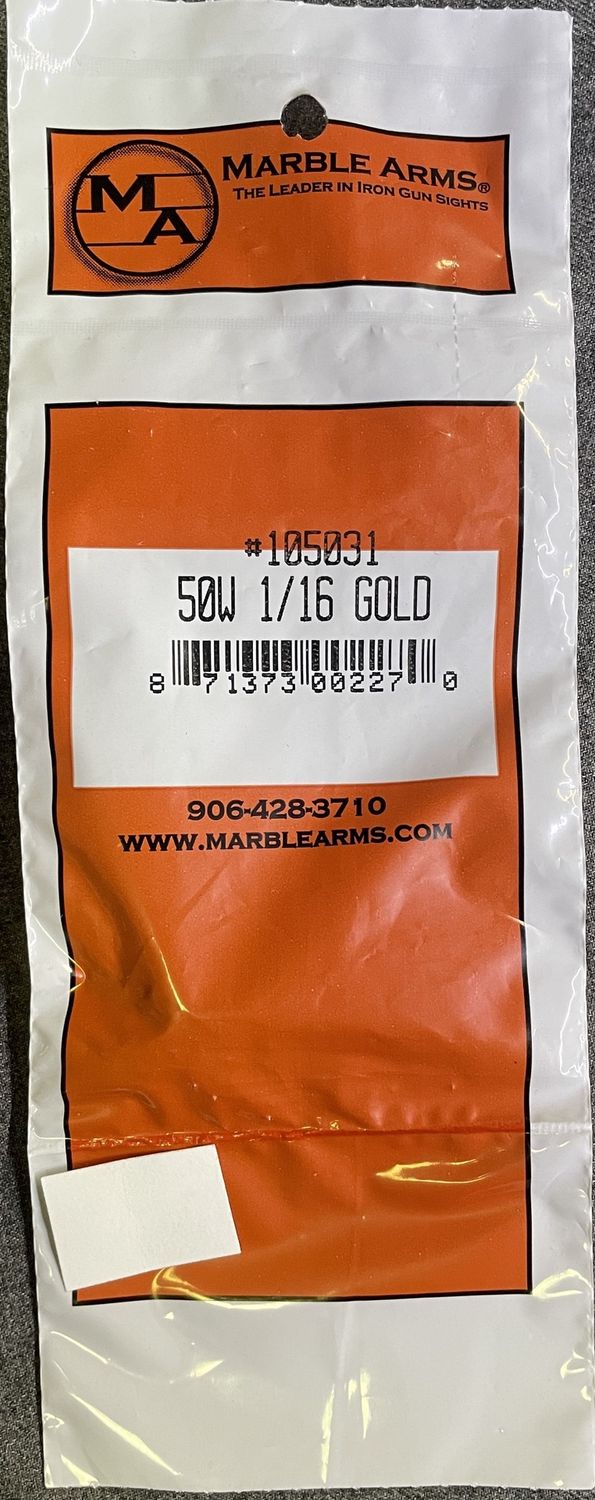 MA
MARBLE ARMS®
THE LEADER IN IRON GUN SIGHTS
#105031
50W 1/16 GOLD
8 71373 00227 0
906-428-3710
WWW.MARBLEARMS.COM